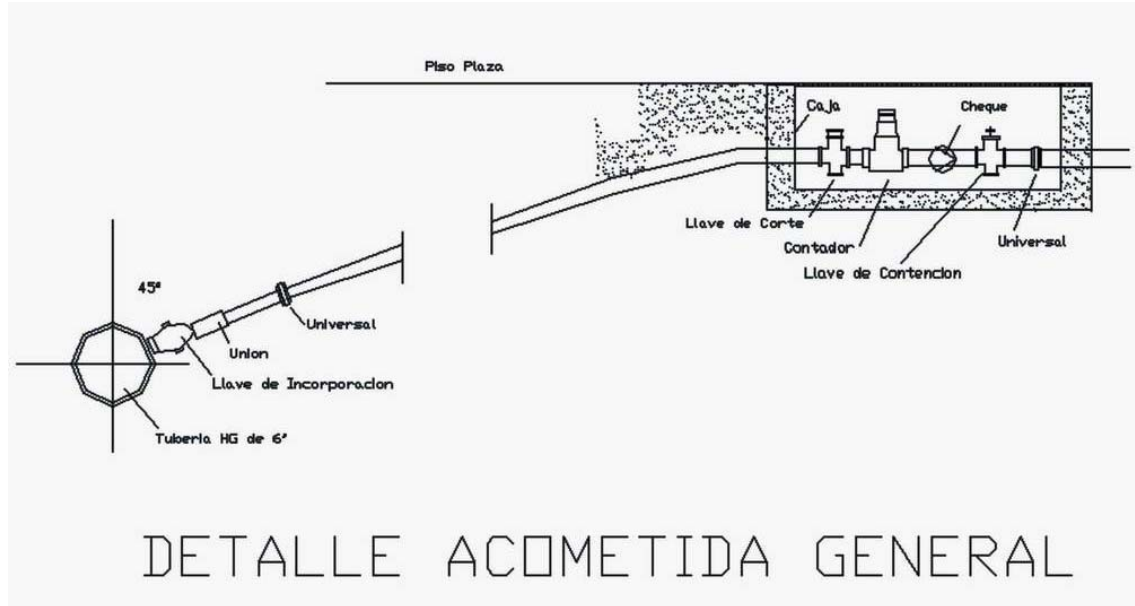 Piso Plaza
Caja
Cheque
Llave de Corte
Contador
Llave de Contencion
Universal
45°
Universal
Union
Llave de Incorporacion
Tuberia HG de 6"
DETALLE ACOMETIDA GENERAL